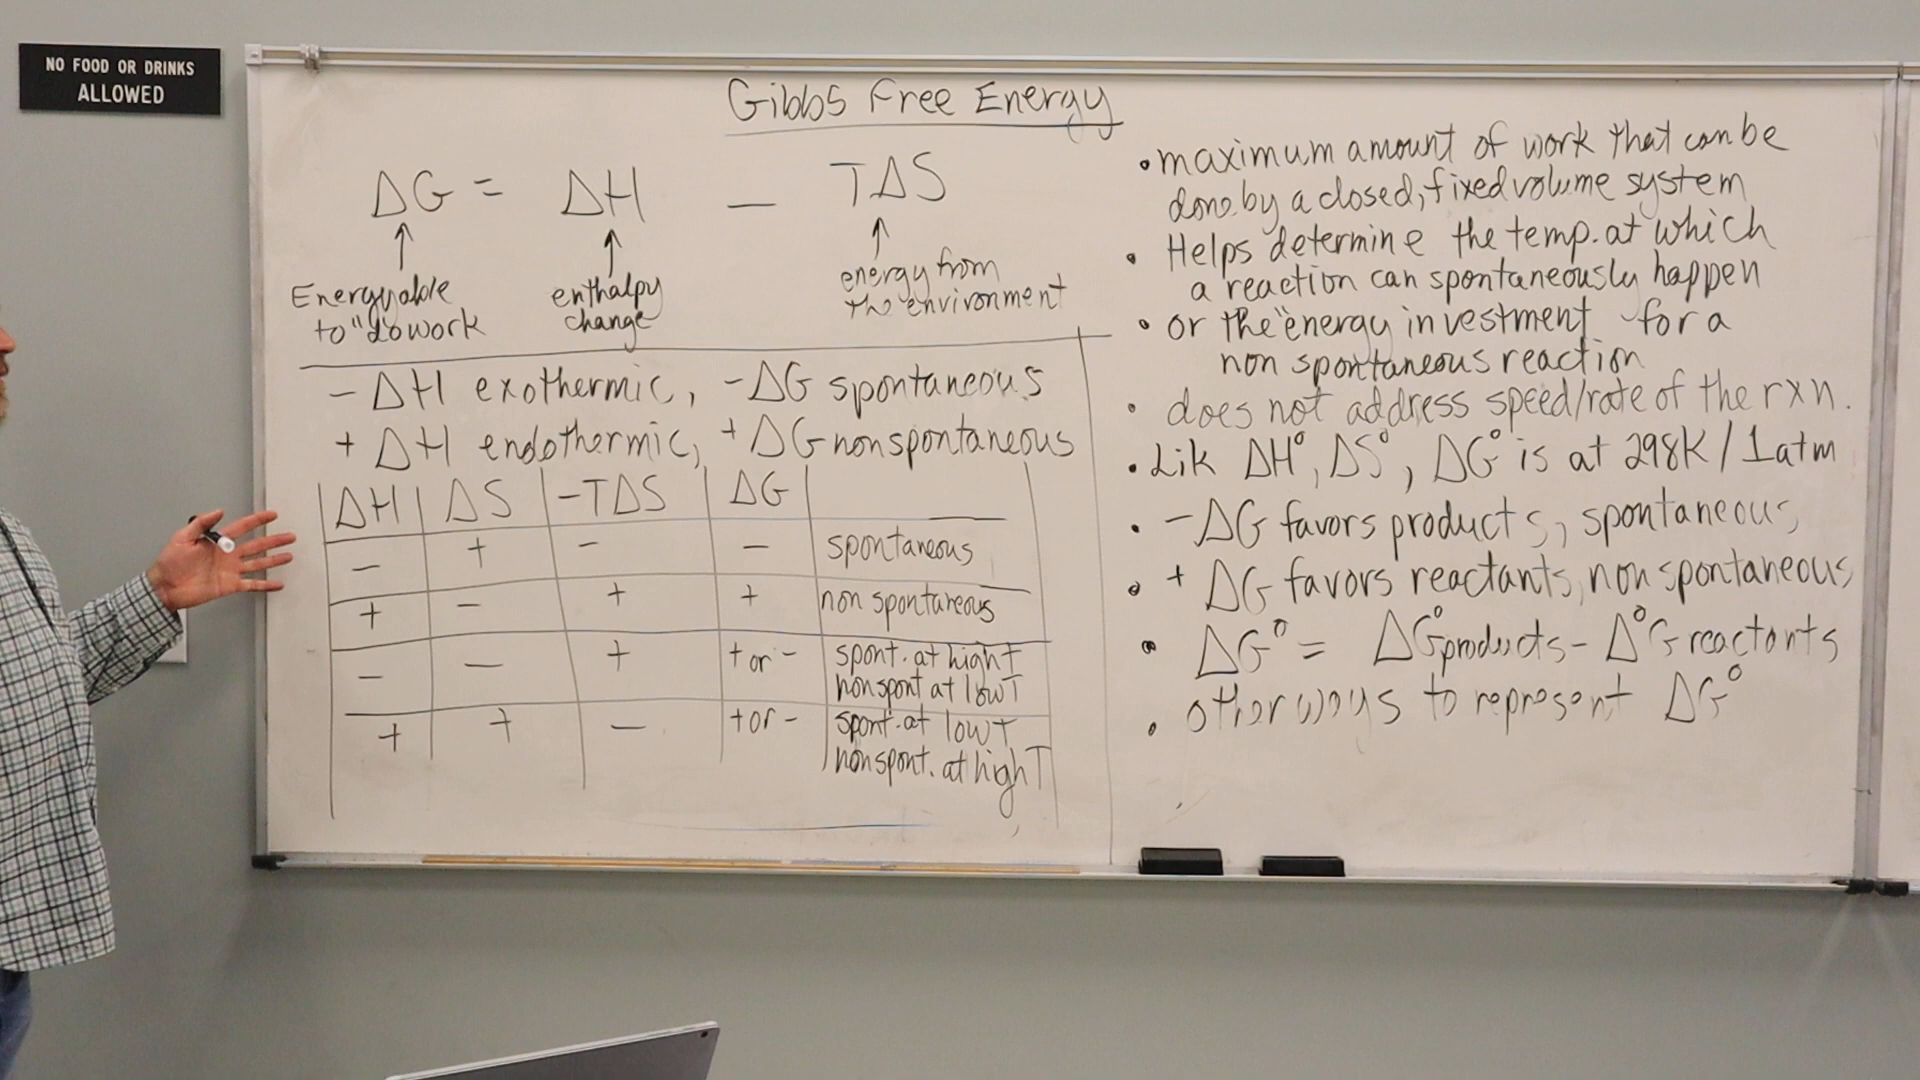 NO FOOD OR DRINKS
ALLOWED
Gibbs Free Energy
ΔG = ΔH — TΔS
↑ ↑ ↑
Energy able
to "do work
enthalpy
change
energy from
the environment
- ΔH exothermic, -ΔG spontaneous
+ ΔH endothermic, +ΔG nonspontaneous
ΔH ΔS -TΔS ΔG
- + - - spontaneous
+ - + + non spontaneous
- - + + or - spont. at high T
nonspont at low T
+ + - + or - spont. at low T
nonspont. at high T
• maximum amount of work that can be
done by a closed, fixed volume system
• Helps determine the temp. at which
a reaction can spontaneously happen
• or the "energy investment for a
non spontaneous reaction
• does not address speed/rate of the rxn.
• Lik ΔH°, ΔS°, ΔG° is at 298K / 1atm
• -ΔG favors products, spontaneous
• + ΔG favors reactants, non spontaneous
• ΔG° = ΔG°products - Δ°G reactants
• other ways to represent ΔG°